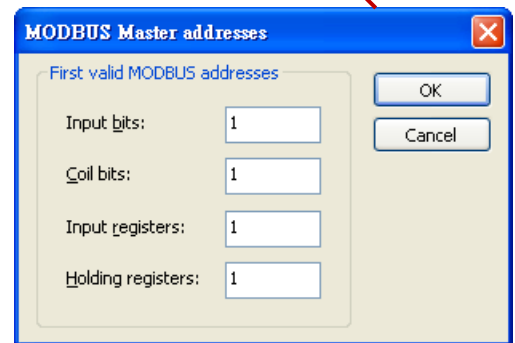 MODBUS Master addresses
First valid MODBUS addresses
OK
Input bits: 1
Cancel
Coil bits: 1
Input registers: 1
Holding registers: 1